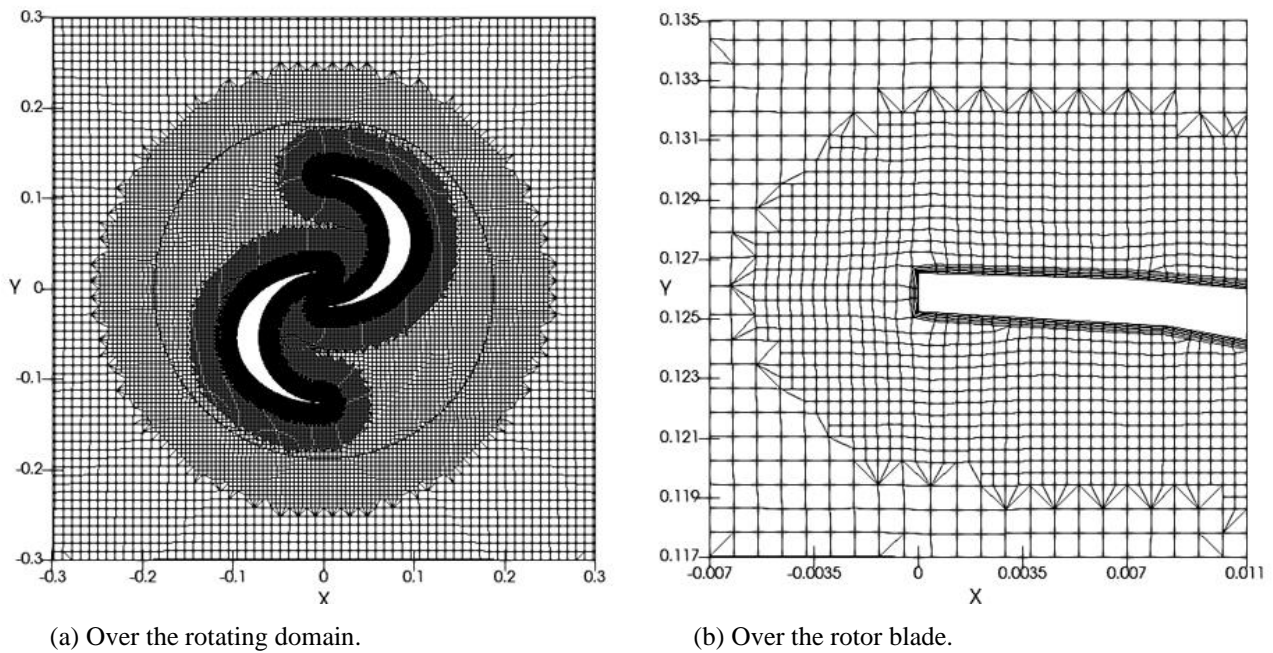 0.3
0.2
0.1
Y 0
-0.1
-0.2
-0.3
-0.3 -0.2 -0.1 0 0.1 0.2 0.3
X
0.135
0.133
0.131
0.129
0.127
Y
0.125
0.123
0.121
0.119
0.117
-0.007 -0.0035 0 0.0035 0.007 0.011
X
(a) Over the rotating domain.
(b) Over the rotor blade.